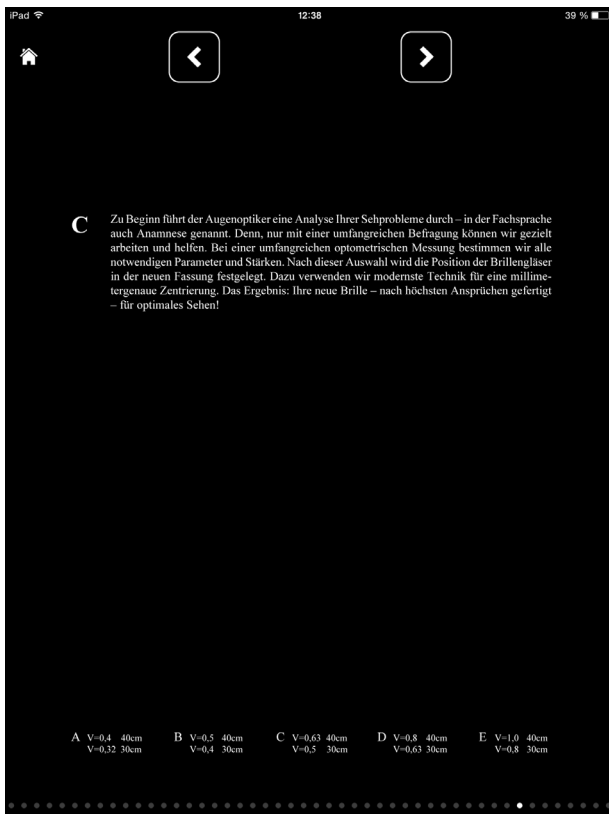 iPad 12:38 39 %
C Zu Beginn führt der Augenoptiker eine Analyse Ihrer Sehprobleme durch – in der Fachsprache
auch Anamnese genannt. Denn, nur mit einer umfangreichen Befragung können wir gezielt
arbeiten und helfen. Bei einer umfangreichen optometrischen Messung bestimmen wir alle
notwendigen Parameter und Stärken. Nach dieser Auswahl wird die Position der Brillengläser
in der neuen Fassung festgelegt. Dazu verwenden wir modernste Technik für eine millime-
tergenaue Zentrierung. Das Ergebnis: Ihre neue Brille – nach höchsten Ansprüchen gefertigt
– für optimales Sehen!
A V=0,4 40cm B V=0,5 40cm C V=0,63 40cm D V=0,8 40cm E V=1,0 40cm
V=0,32 30cm V=0,4 30cm V=0,5 30cm V=0,63 30cm V=0,8 30cm